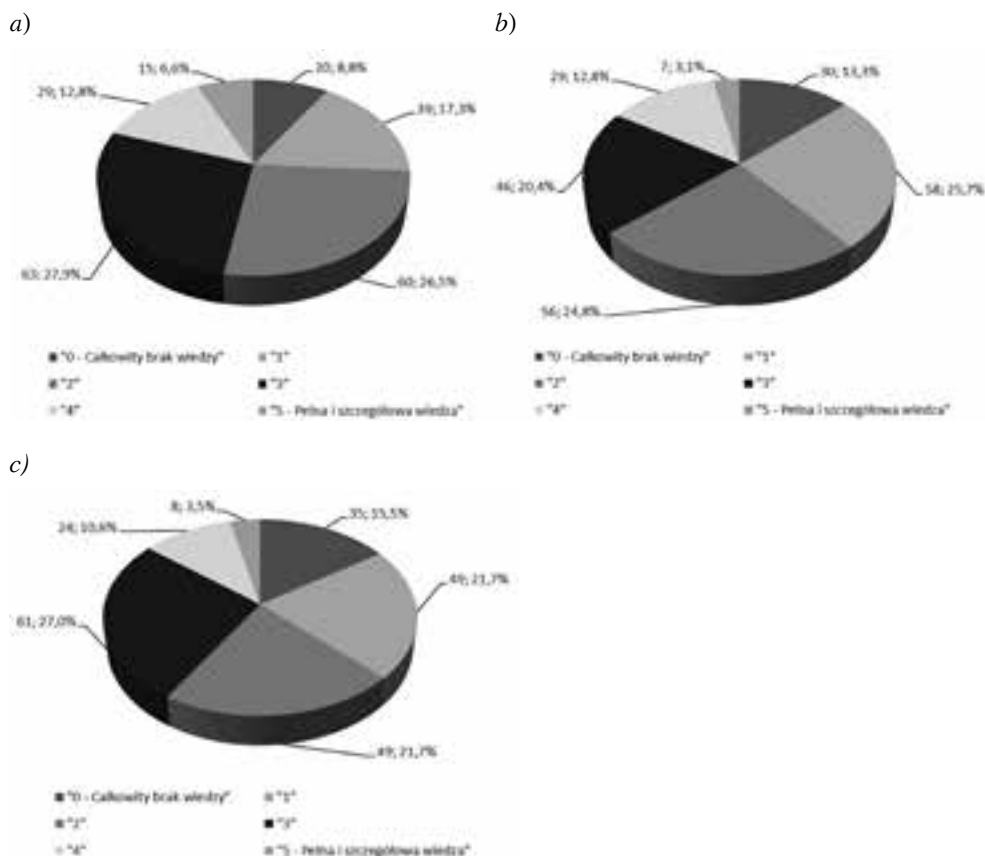 a)
15; 6,6%
20; 8,8%
29; 12,8%
39; 17,3%
63; 27,9%
60; 26,5%
"0 - Całkowity brak wiedzy" "1"
"2" "3"
"4" "5 - Pełna i szczegółowa wiedza"
b)
7; 3,1%
30; 13,3%
29; 12,8%
46; 20,4%
58; 25,7%
56; 24,8%
"0 - Całkowity brak wiedzy" "1"
"2" "3"
"4" "5 - Pełna i szczegółowa wiedza"
c)
8; 3,5%
35; 15,5%
24; 10,6%
49; 21,7%
61; 27,0%
49; 21,7%
"0 - Całkowity brak wiedzy" "1"
"2" "3"
"4" "5 - Pełna i szczegółowa wiedza"